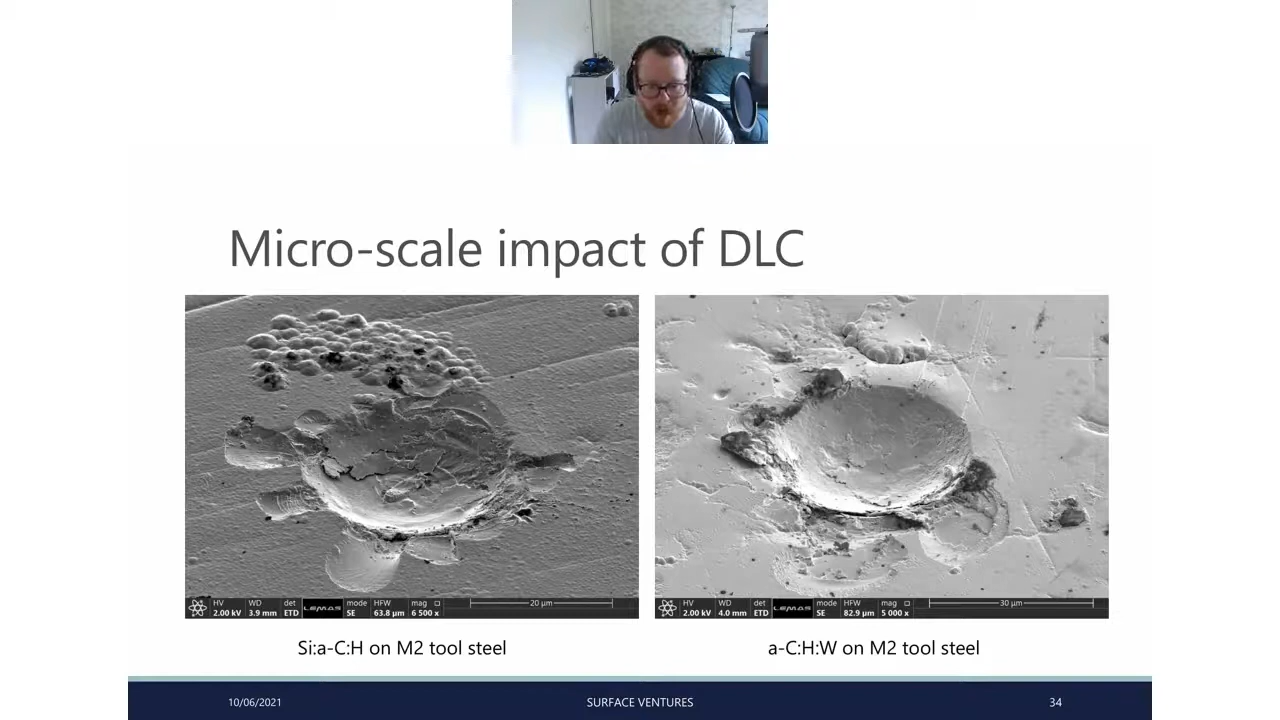 Micro-scale impact of DLC
HV WD det LEMAS mode HFW mag
2.00 kV 3.9 mm ETD SE 63.8 µm 6 500 x 20 µm
HV WD det LEMAS mode HFW mag
2.00 kV 4.0 mm ETD SE 82.9 µm 5 000 x 30 µm
Si:a-C:H on M2 tool steel
a-C:H:W on M2 tool steel
10/06/2021 SURFACE VENTURES 34